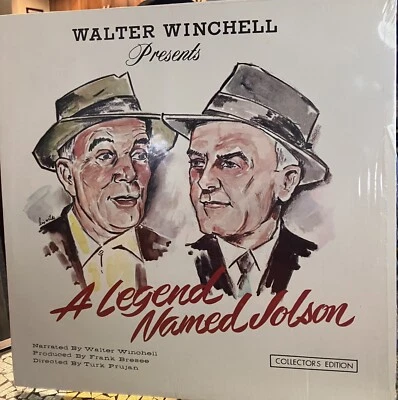 WALTER WINCHELL
Presents
A Legend
Named Jolson
Narrated By Walter Winchell
Produced By Frank Bresee
Directed By Turk Prujan
COLLECTORS EDITION